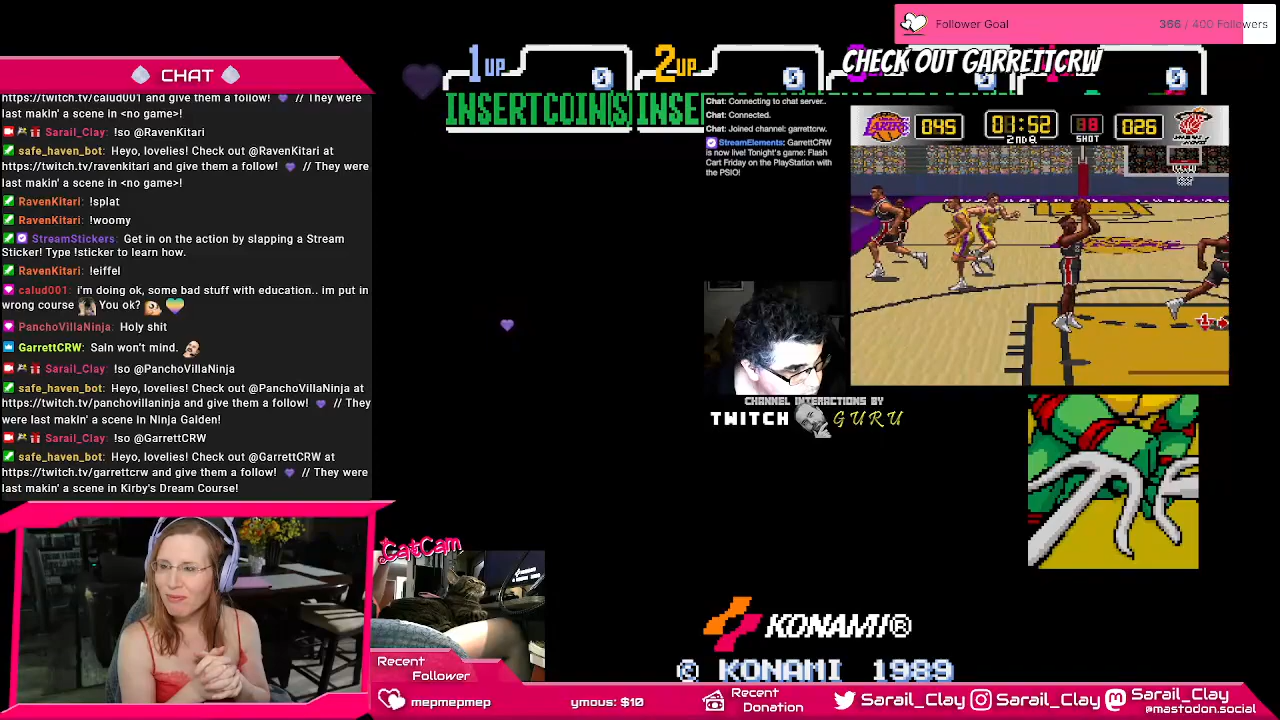 Follower Goal
366 / 400 Followers
CHAT
https://twitch.tv/
and give them a follow! // They were
last makin' a scene in <no game>!
Sarail_Clay: !so @RavenKitari
safe_haven_bot: Heyo, lovelies! Check out @RavenKitari at
https://twitch.tv/ravenkitari and give them a follow! // They
were last makin' a scene in <no game>!
RavenKitari: !splat
RavenKitari: !woomy
StreamStickers: Get in on the action by slapping a Stream
Sticker! Type !sticker to learn how.
RavenKitari: !eiffel
calud001: i'm doing ok, some bad stuff with education.. im put in
wrong course You ok?
PanchoVillaNinja: Holy shit
GarrettCRW: Sain won't mind.
Sarail_Clay: !so @PanchoVillaNinja
safe_haven_bot: Heyo, lovelies! Check out @PanchoVillaNinja at
https://twitch.tv/panchovillaninja and give them a follow! // They
were last makin' a scene in Ninja Gaiden!
Sarail_Clay: !so @GarrettCRW
safe_haven_bot: Heyo, lovelies! Check out @GarrettCRW at
https://twitch.tv/garrettcrw and give them a follow! // They were
last makin' a scene in Kirby's Dream Course!
1UP 0
2UP 0
0
0
INSERT COIN(S) INSE
CHECK OUT GARRETTCRW
Chat: Connecting to chat server..
Chat: Connected.
Chat: Joined channel: garrettcrw.
StreamElements: GarrettCRW
is now live! Tonight's game: Flash
Cart Friday on the PlayStation with
the PSIO!
LAKERS 045 01:52 8 026
2ND Q SHOT
1
CHANNEL INTERACTIONS BY
TWITCH GURU
CatCam
KONAMI®
© KONAMI 1989
Recent
Follower
mepmepmep
ymous: $10
Recent
Donation
Sarail_Clay
Sarail_Clay
Sarail_Clay
@mastodon.social